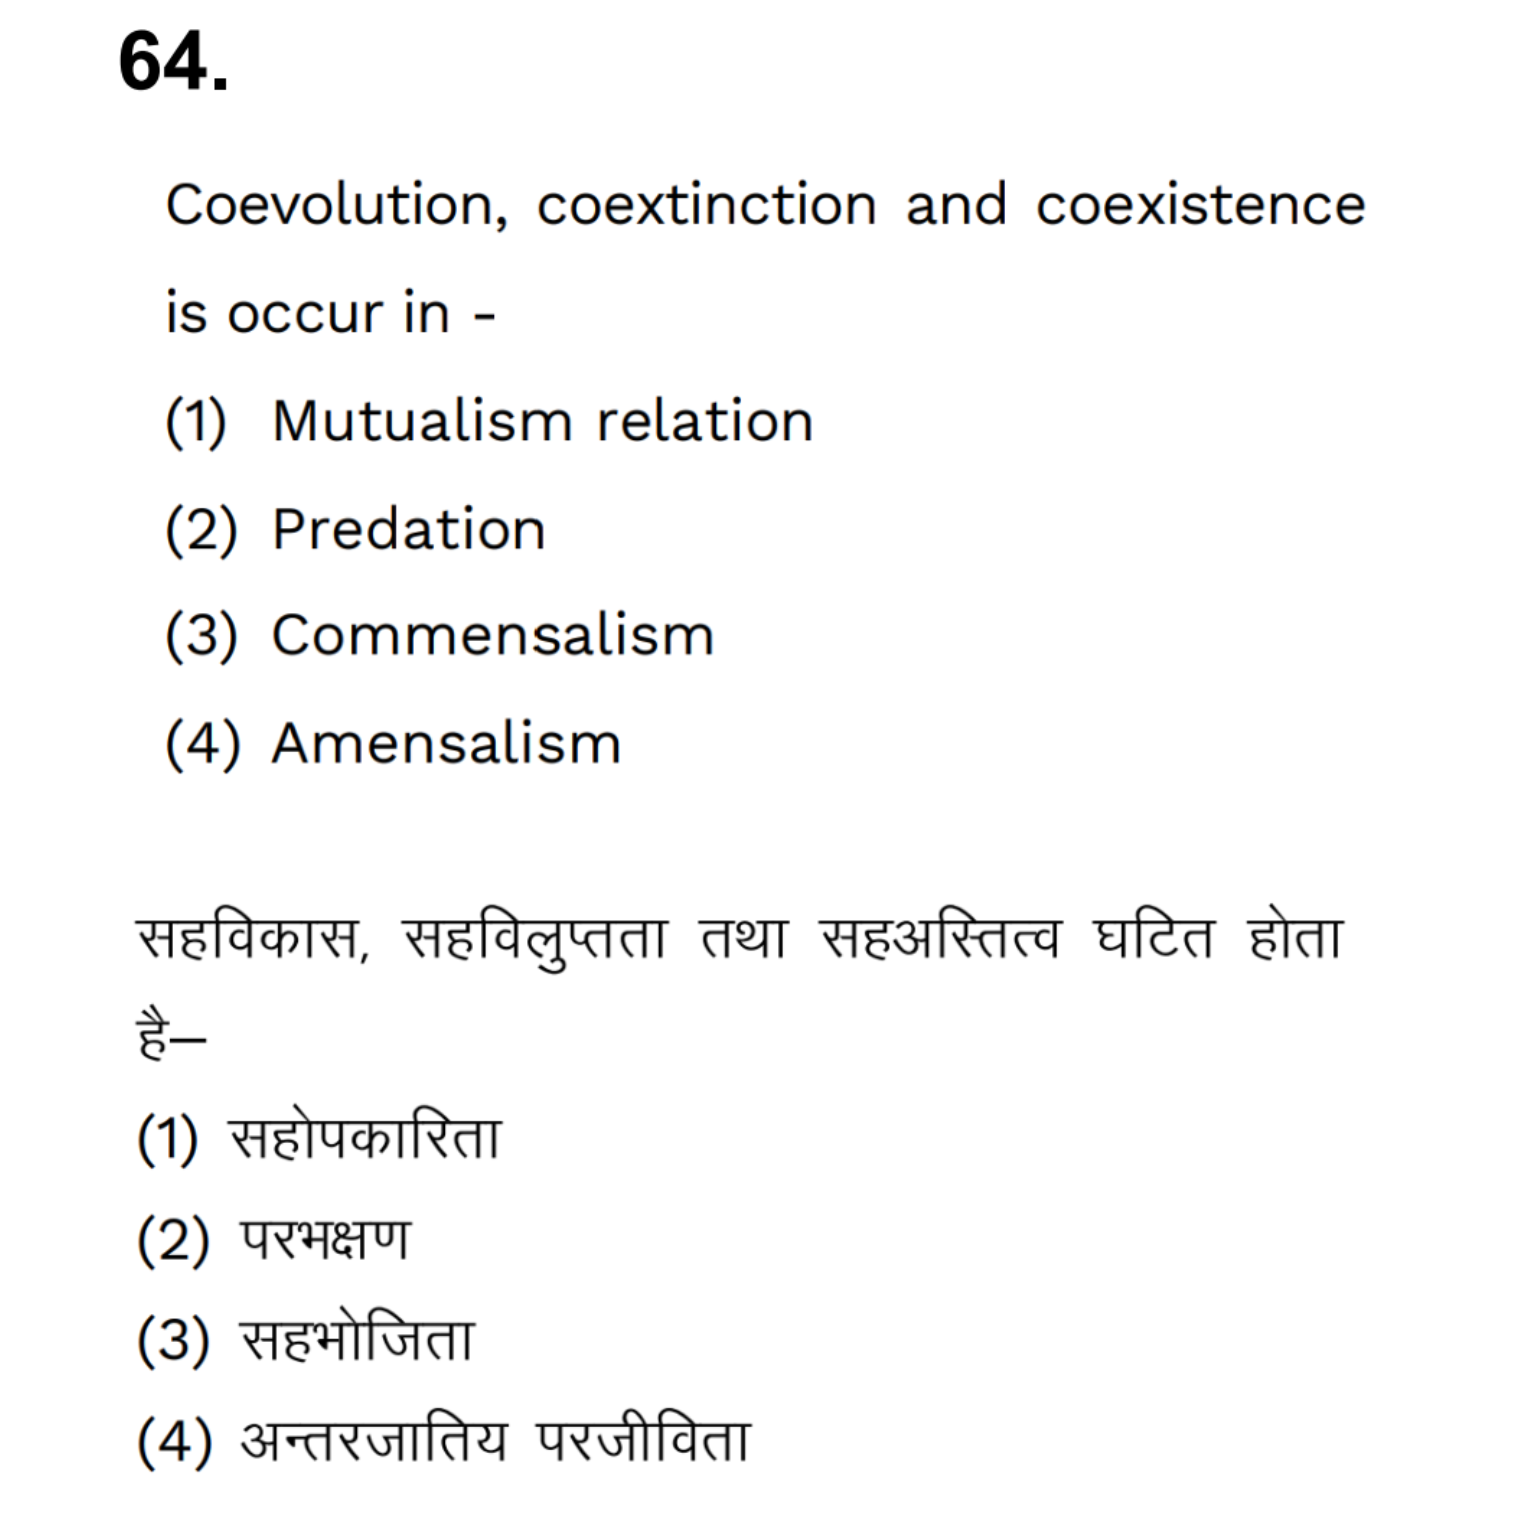 64.
Coevolution, coextinction and coexistence
is occur in -
(1) Mutualism relation
(2) Predation
(3) Commensalism
(4) Amensalism
सहविकास, सहविलुप्तता तथा सहअस्तित्व घटित होता
है–
(1) सहोपकारिता
(2) परभक्षण
(3) सहभोजिता
(4) अन्तरजातिय परजीविता